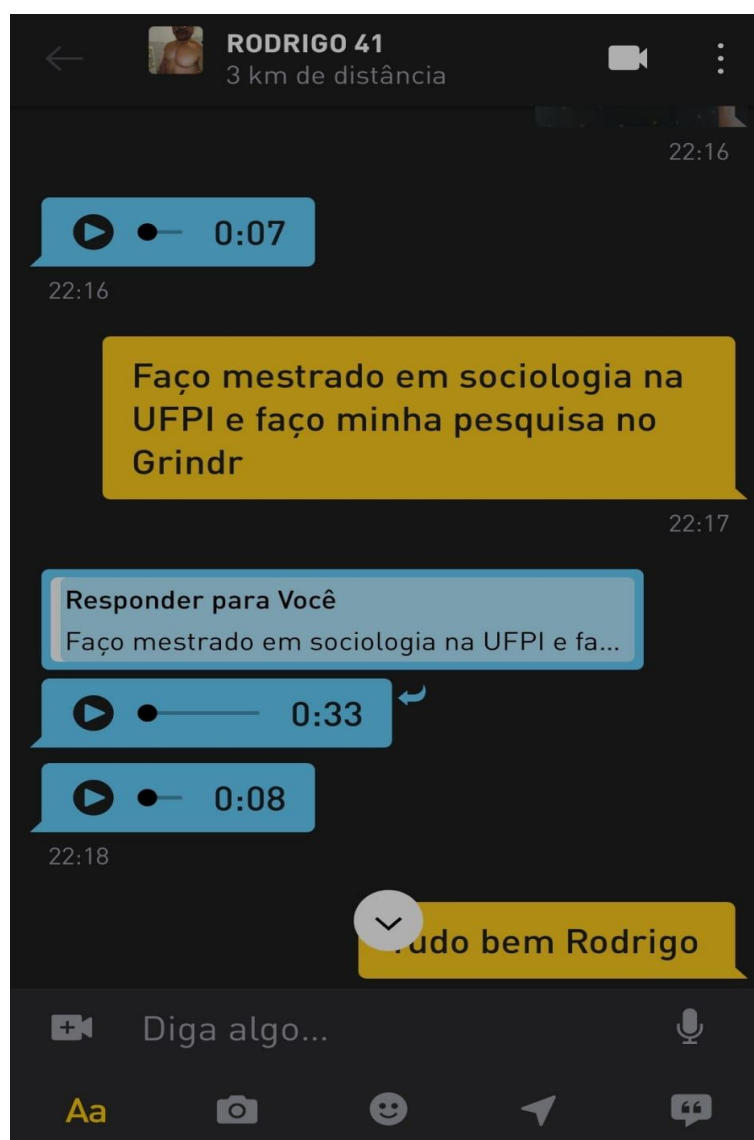 RODRIGO 41
3 km de distância
22:16
0:07
22:16
Faço mestrado em sociologia na
UFPI e faço minha pesquisa no
Grindr
22:17
Responder para Você
Faço mestrado em sociologia na UFPI e fa...
0:33
0:08
22:18
bem Rodrigo
Diga algo...
Aa